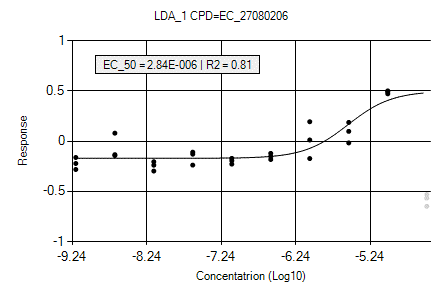 LDA_1 CPD=EC_27080206
EC_50 = 2.84E-006 | R2 = 0.81
1
0.5
0
-0.5
-1
Response
-9.24 -8.24 -7.24 -6.24 -5.24
Concentatrion (Log10)